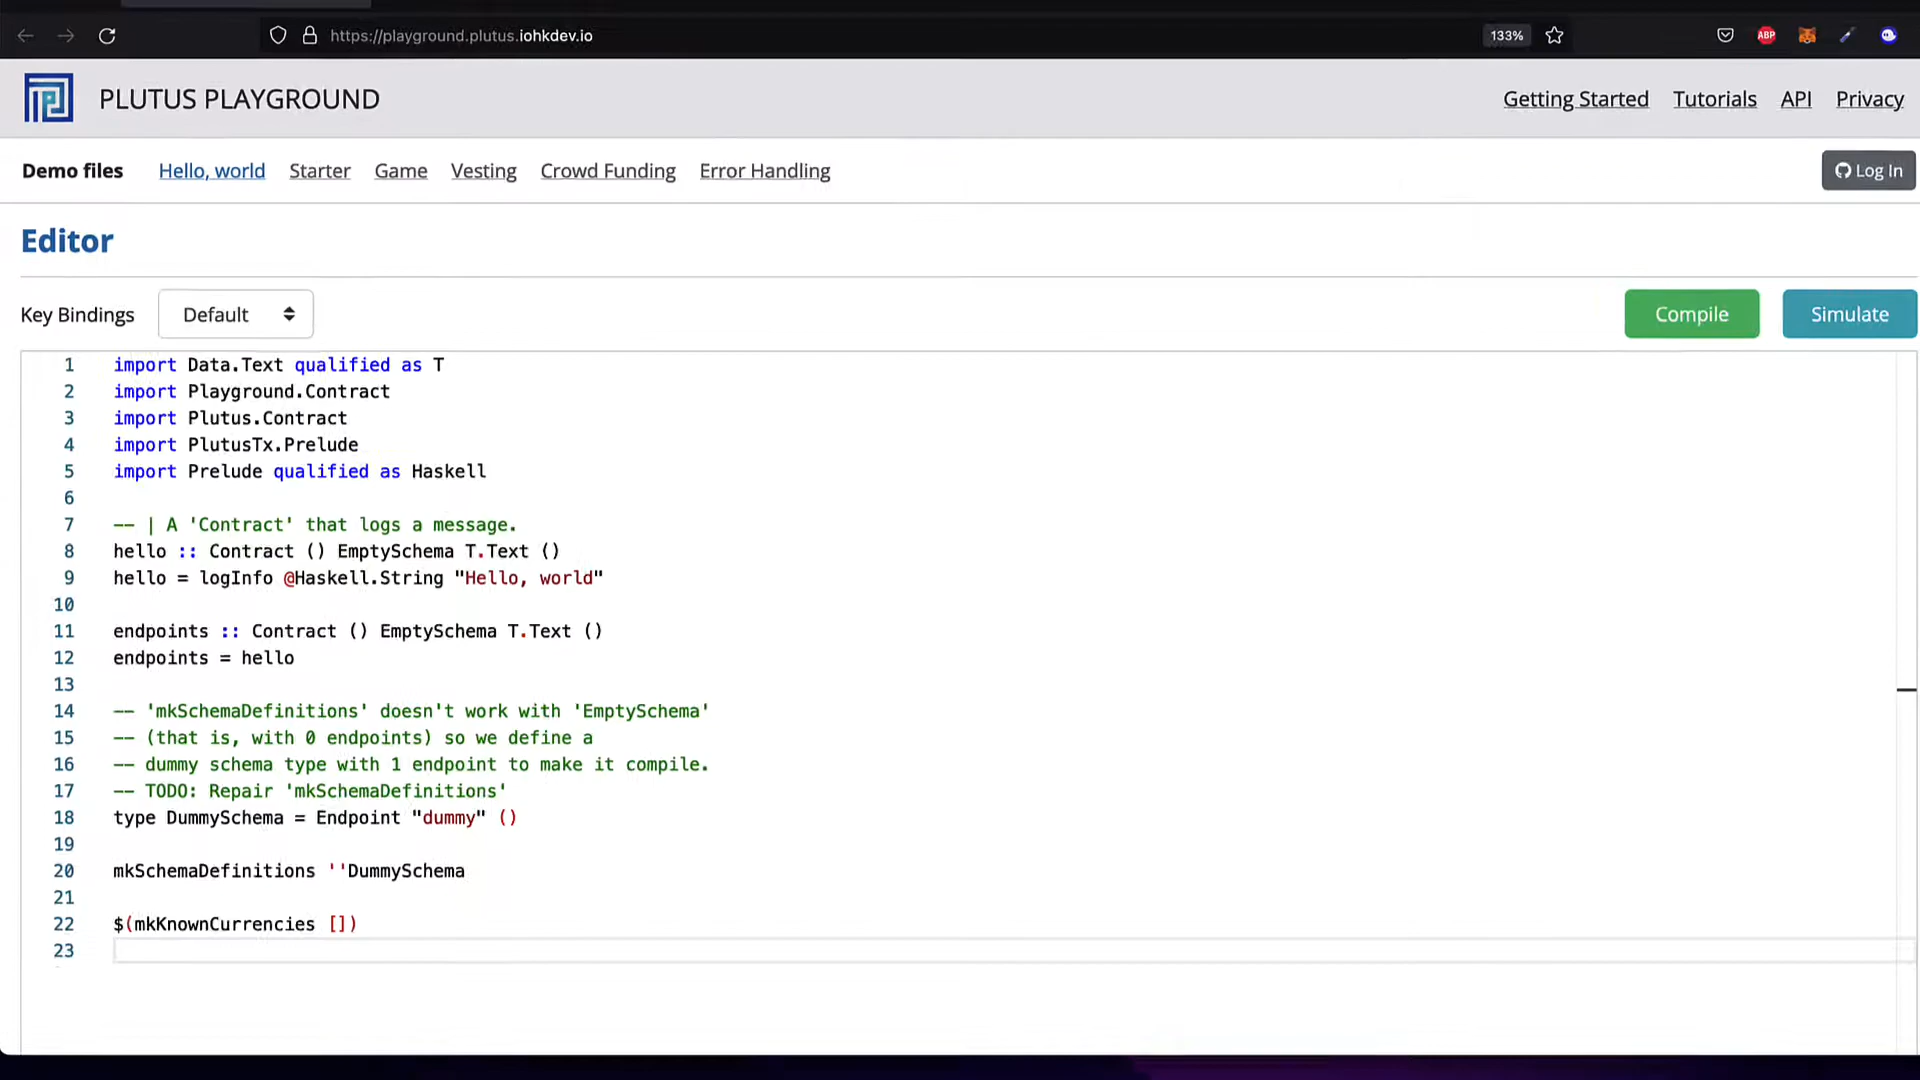 https://playground.plutus.iohkdev.io
133%
ABP
PLUTUS PLAYGROUND
Getting Started Tutorials API Privacy
Demo files Hello, world Starter Game Vesting Crowd Funding Error Handling
Log In
Editor
Key Bindings Default
Compile Simulate
1 import Data.Text qualified as T
2 import Playground.Contract
3 import Plutus.Contract
4 import PlutusTx.Prelude
5 import Prelude qualified as Haskell
6
7 -- | A 'Contract' that logs a message.
8 hello :: Contract () EmptySchema T.Text ()
9 hello = logInfo @Haskell.String "Hello, world"
10
11 endpoints :: Contract () EmptySchema T.Text ()
12 endpoints = hello
13
14 -- 'mkSchemaDefinitions' doesn't work with 'EmptySchema'
15 -- (that is, with 0 endpoints) so we define a
16 -- dummy schema type with 1 endpoint to make it compile.
17 -- TODO: Repair 'mkSchemaDefinitions'
18 type DummySchema = Endpoint "dummy" ()
19
20 mkSchemaDefinitions ''DummySchema
21
22 $(mkKnownCurrencies [])
23